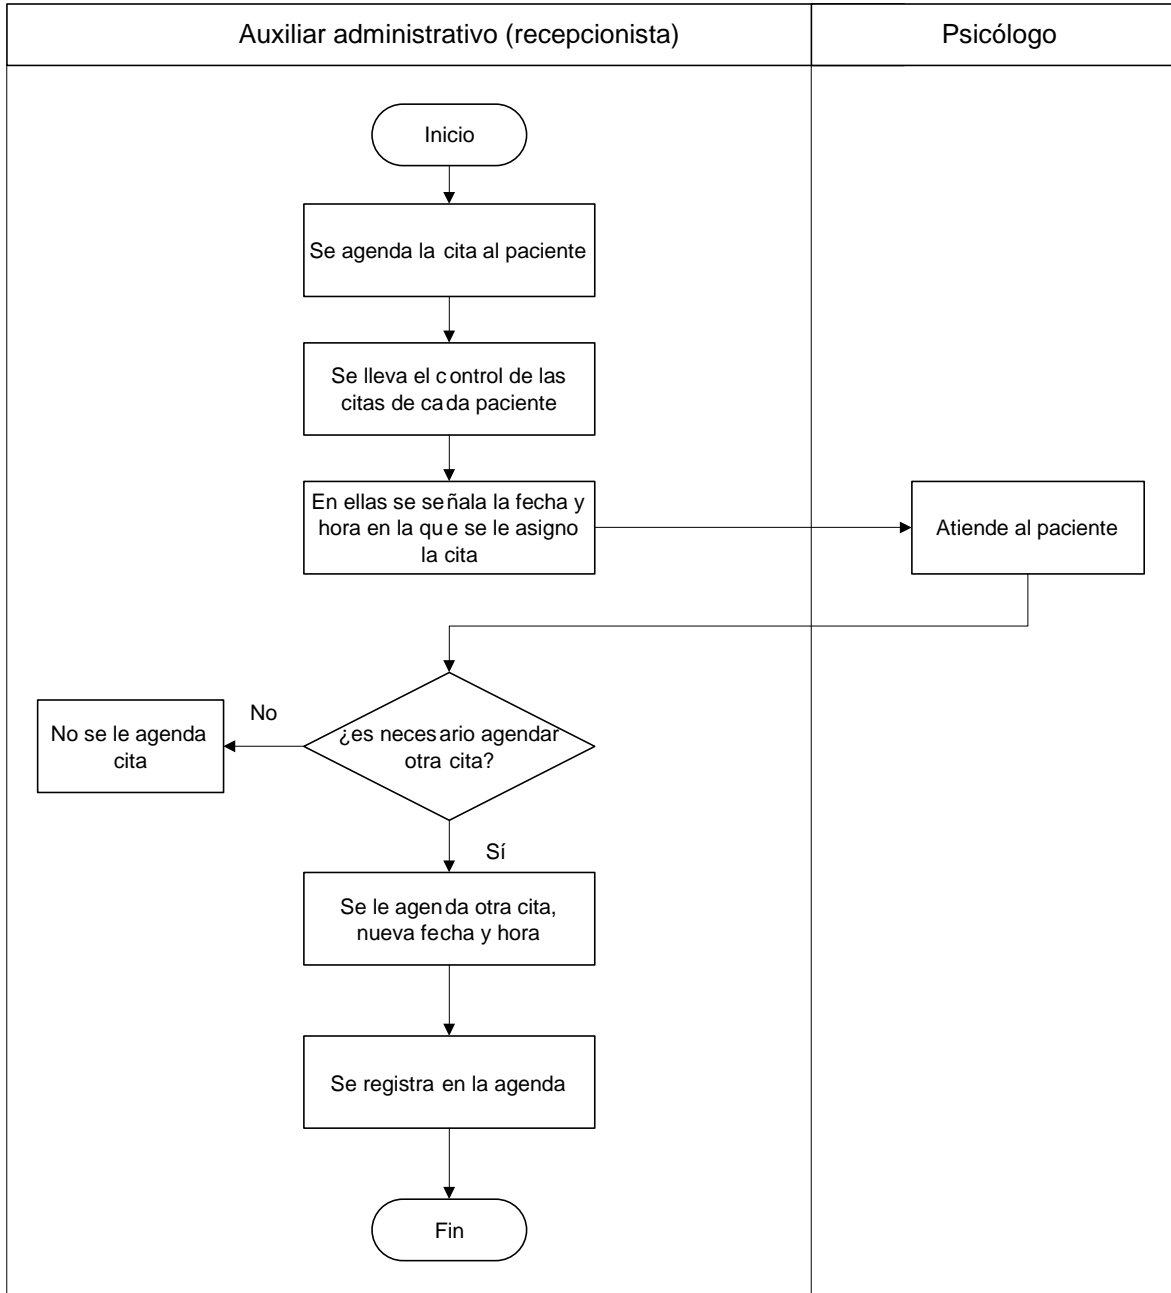 Auxiliar administrativo (recepcionista)
Psicólogo
Inicio
Se agenda la cita al paciente
Se lleva el control de las
citas de cada paciente
En ellas se señala la fecha y
hora en la que se le asigno
la cita
Atiende al paciente
¿es necesario agendar
otra cita?
No
No se le agenda
cita
Sí
Se le agenda otra cita,
nueva fecha y hora
Se registra en la agenda
Fin